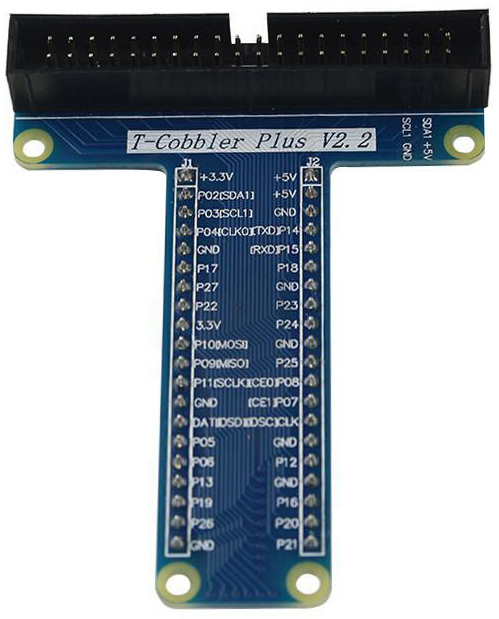 SCL1 SDA1
GND +5V
T-Cobbler Plus V2.2
J1 J2
+3.3V +5V
P02[SDA1] +5V
P03[SCL1] GND
P04[CLK0] [TXD]P14
GND [RXD]P15
P17 P18
P27 GND
P22 P23
3.3V P24
P10[MOSI] GND
P09[MISO] P25
P11[SCLK] [CE0]P08
GND [CE1]P07
DAT[DSD] [DSC]CLK
P05 GND
P06 P12
P13 GND
P19 P16
P26 P20
GND P21